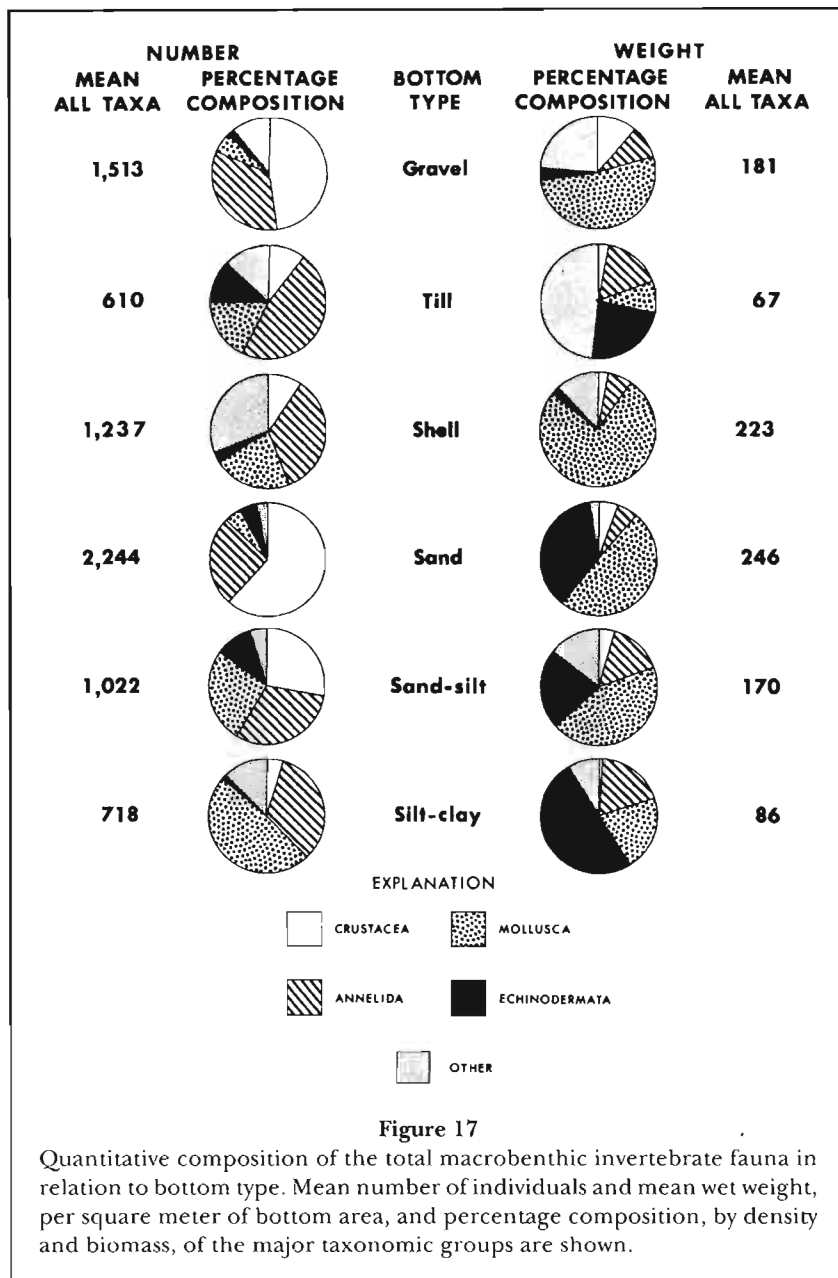 NUMBER WEIGHT
MEAN PERCENTAGE BOTTOM PERCENTAGE MEAN
ALL TAXA COMPOSITION TYPE COMPOSITION ALL TAXA
1,513 Gravel 181
610 Till 67
1,237 Shell 223
2,244 Sand 246
1,022 Sand-silt 170
718 Silt-clay 86
EXPLANATION
CRUSTACEA MOLLUSCA
ANNELIDA ECHINODERMATA
OTHER
Figure 17
Quantitative composition of the total macrobenthic invertebrate fauna in
relation to bottom type. Mean number of individuals and mean wet weight,
per square meter of bottom area, and percentage composition, by density
and biomass, of the major taxonomic groups are shown.